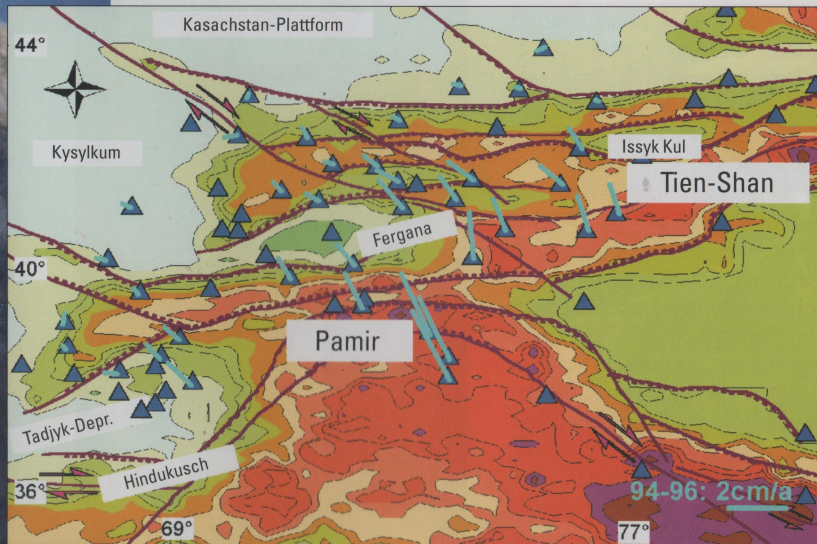 Kasachstan-Plattform
44°
Kysylkum
Issyk Kul
Tien-Shan
Fergana
40°
Pamir
Tadjyk-Depr.
Hindukusch
36°
94-96: 2cm/a
69°
77°